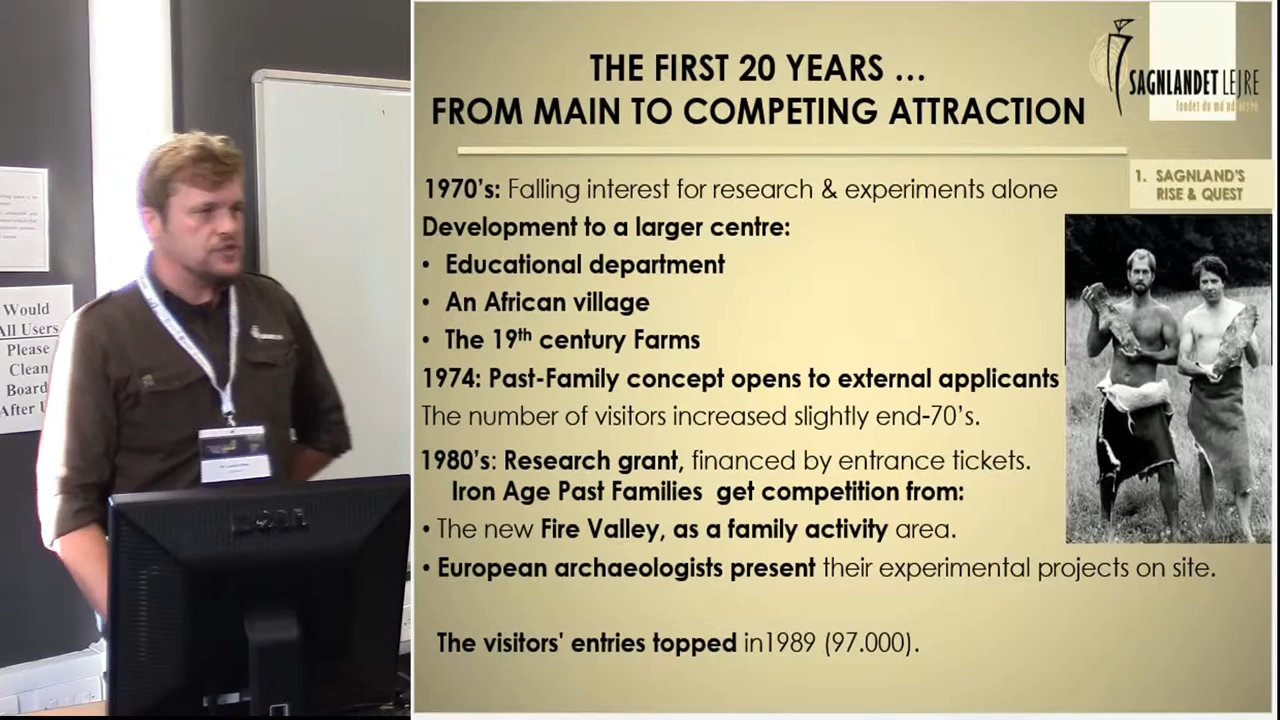 THE FIRST 20 YEARS …
FROM MAIN TO COMPETING ATTRACTION
SAGNLANDET LEJRE
1. SAGNLAND'S
RISE & QUEST
1970's: Falling interest for research & experiments alone
Development to a larger centre:
• Educational department
• An African village
• The 19th century Farms
1974: Past-Family concept opens to external applicants
The number of visitors increased slightly end-70's.
1980's: Research grant, financed by entrance tickets.
Iron Age Past Families get competition from:
• The new Fire Valley, as a family activity area.
• European archaeologists present their experimental projects on site.
The visitors' entries topped in1989 (97.000).
Would
All Users
Please
Clean
Board
After
DELL